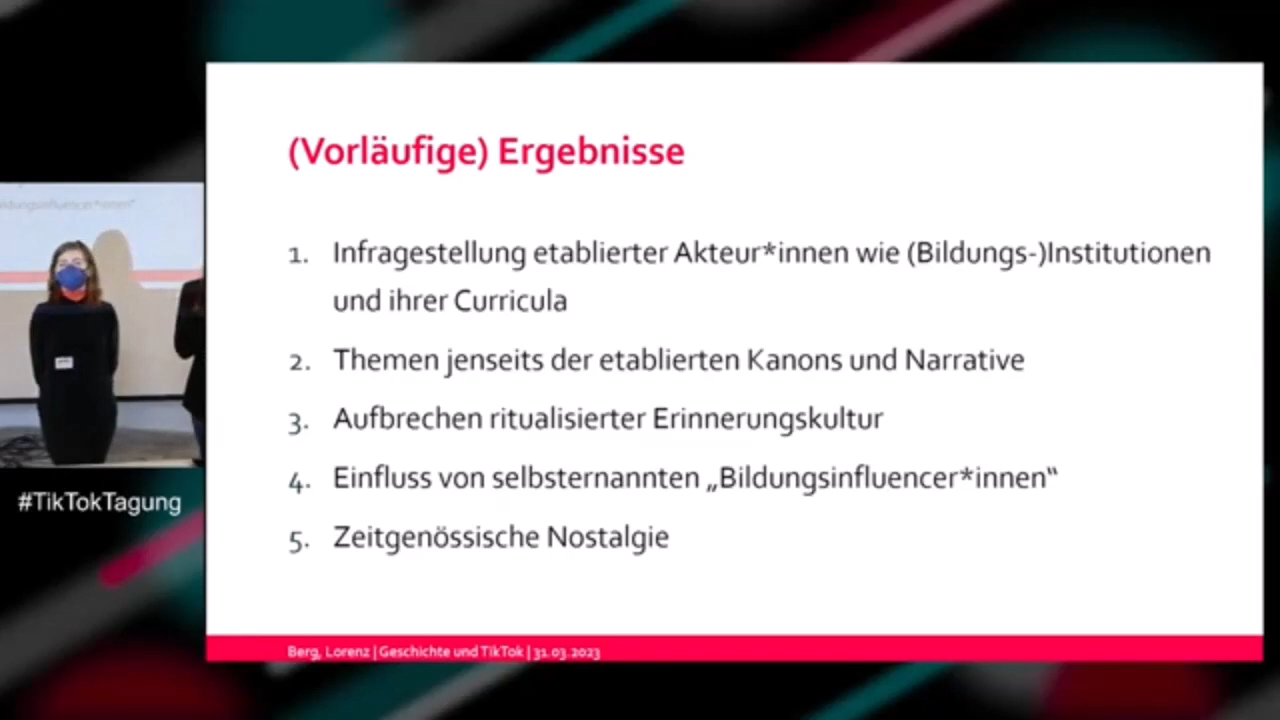 (Vorläufige) Ergebnisse
1. Infragestellung etablierter Akteur*innen wie (Bildungs-)Institutionen
und ihrer Curricula
2. Themen jenseits der etablierten Kanons und Narrative
3. Aufbrechen ritualisierter Erinnerungskultur
4. Einfluss von selbsternannten „Bildungsinfluencer*innen“
5. Zeitgenössische Nostalgie
#TikTokTagung
Berg, Lorenz | Geschichte und TikTok | 31.03.2023